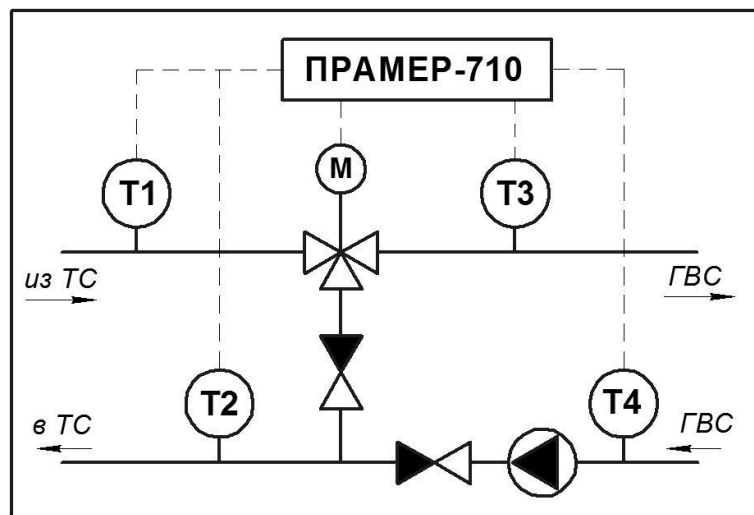 ПРАМЕР-710
Т1
М
Т3
из ТС
ГВС
Т2
Т4
в ТС
ГВС